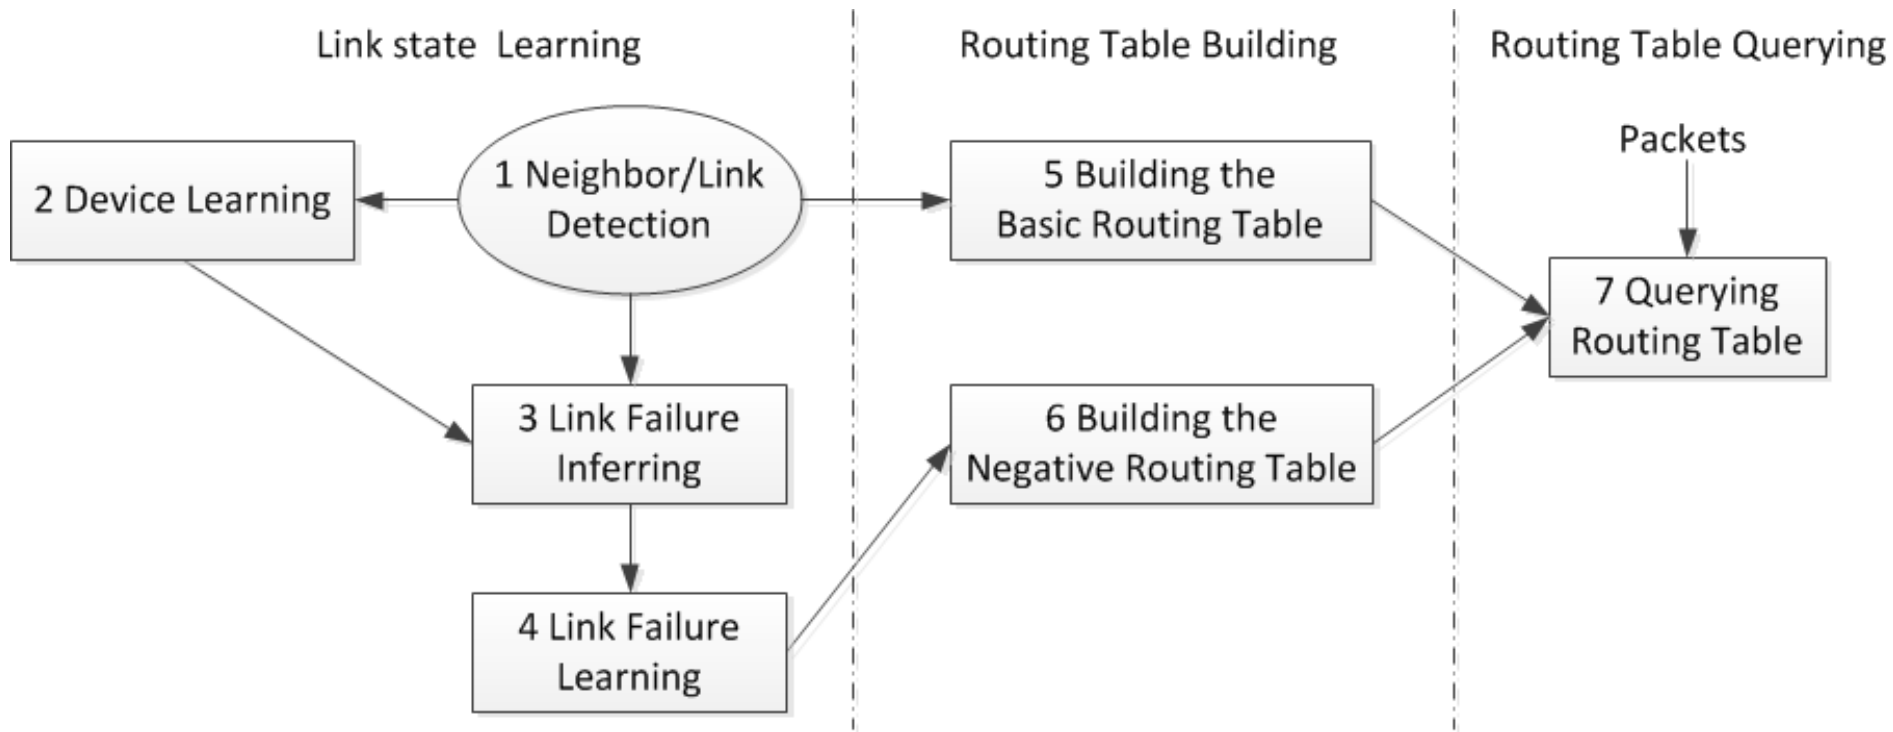 Link state  Learning
Routing Table Building
Routing Table Querying
Packets
2 Device Learning
1 Neighbor/Link
Detection
5 Building the
Basic Routing Table
7 Querying
Routing Table
3 Link Failure
Inferring
6 Building the
Negative Routing Table
4 Link Failure
Learning